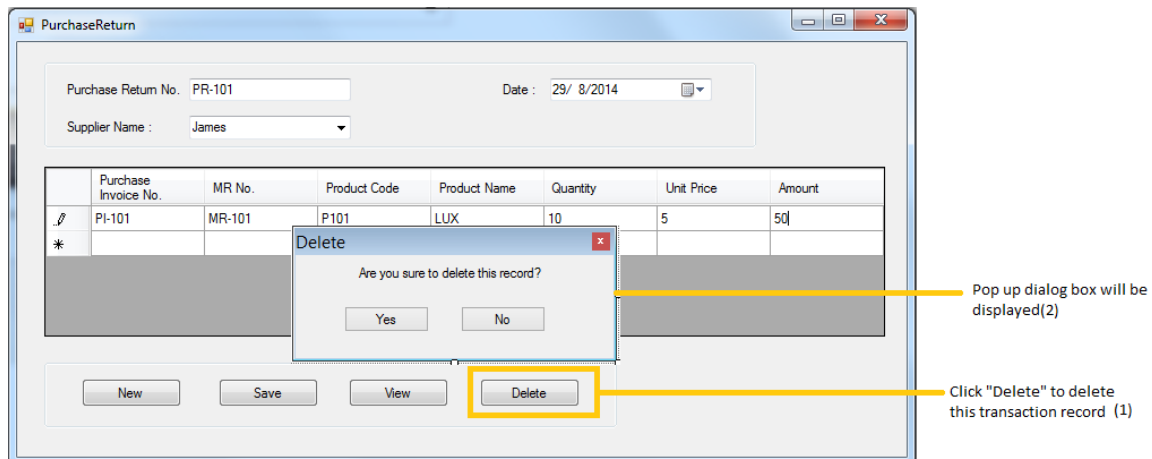 PurchaseReturn
Purchase Return No. PR-101 Date : 29/ 8/2014
Supplier Name : James
Purchase
Invoice No. MR No. Product Code Product Name Quantity Unit Price Amount
PI-101 MR-101 P101 LUX 10 5 50
Delete
Are you sure to delete this record?
Yes No
Pop up dialog box will be
displayed(2)
New Save View Delete
Click "Delete" to delete
this transaction record (1)